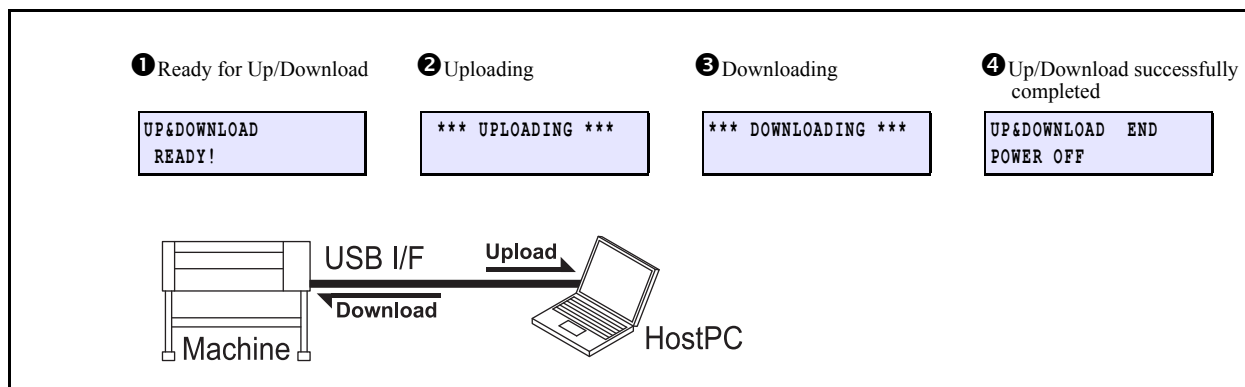 ❶Ready for Up/Download
❷Uploading
❸Downloading
❹Up/Download successfully
completed
UP&DOWNLOAD
READY!
*** UPLOADING ***
*** DOWNLOADING ***
UP&DOWNLOAD END
POWER OFF
USB I/F
Upload
Download
Machine
HostPC